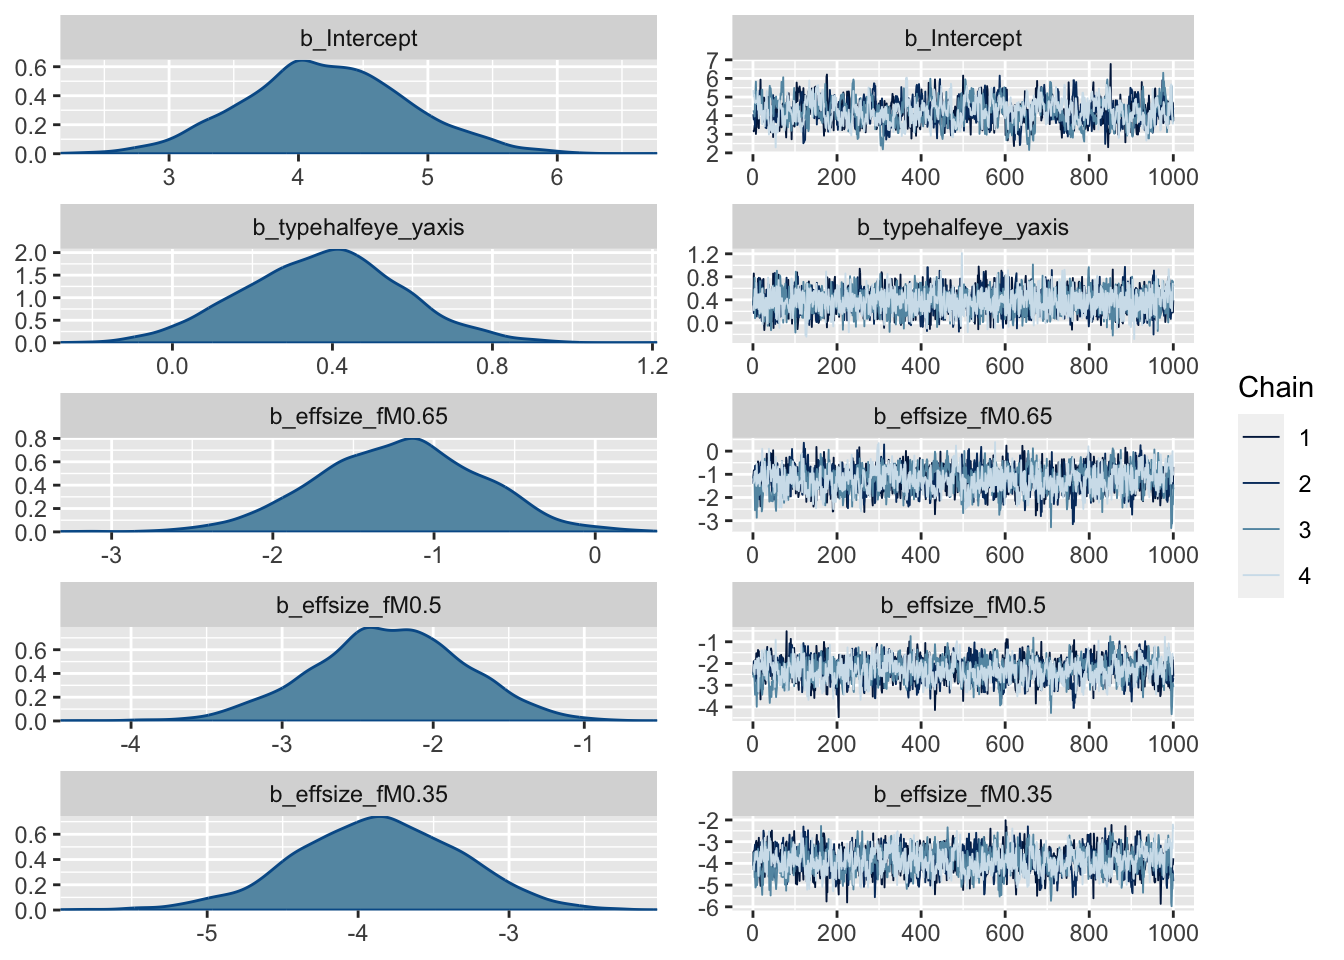 b_Intercept
0.6
0.4
0.2
0.0
3 4 5 6
b_Intercept
7
6
5
4
3
2
0 200 400 600 800 1000
b_typehalfeye_yaxis
2.0
1.5
1.0
0.5
0.0
0.0 0.4 0.8 1.2
b_typehalfeye_yaxis
1.2
0.8
0.4
0.0
0 200 400 600 800 1000
b_effsize_fM0.65
0.8
0.6
0.4
0.2
0.0
-3 -2 -1 0
b_effsize_fM0.65
0
-1
-2
-3
0 200 400 600 800 1000
b_effsize_fM0.5
0.6
0.4
0.2
0.0
-4 -3 -2 -1
b_effsize_fM0.5
-1
-2
-3
-4
0 200 400 600 800 1000
b_effsize_fM0.35
0.6
0.4
0.2
0.0
-5 -4 -3
b_effsize_fM0.35
-2
-3
-4
-5
-6
0 200 400 600 800 1000
Chain
1
2
3
4